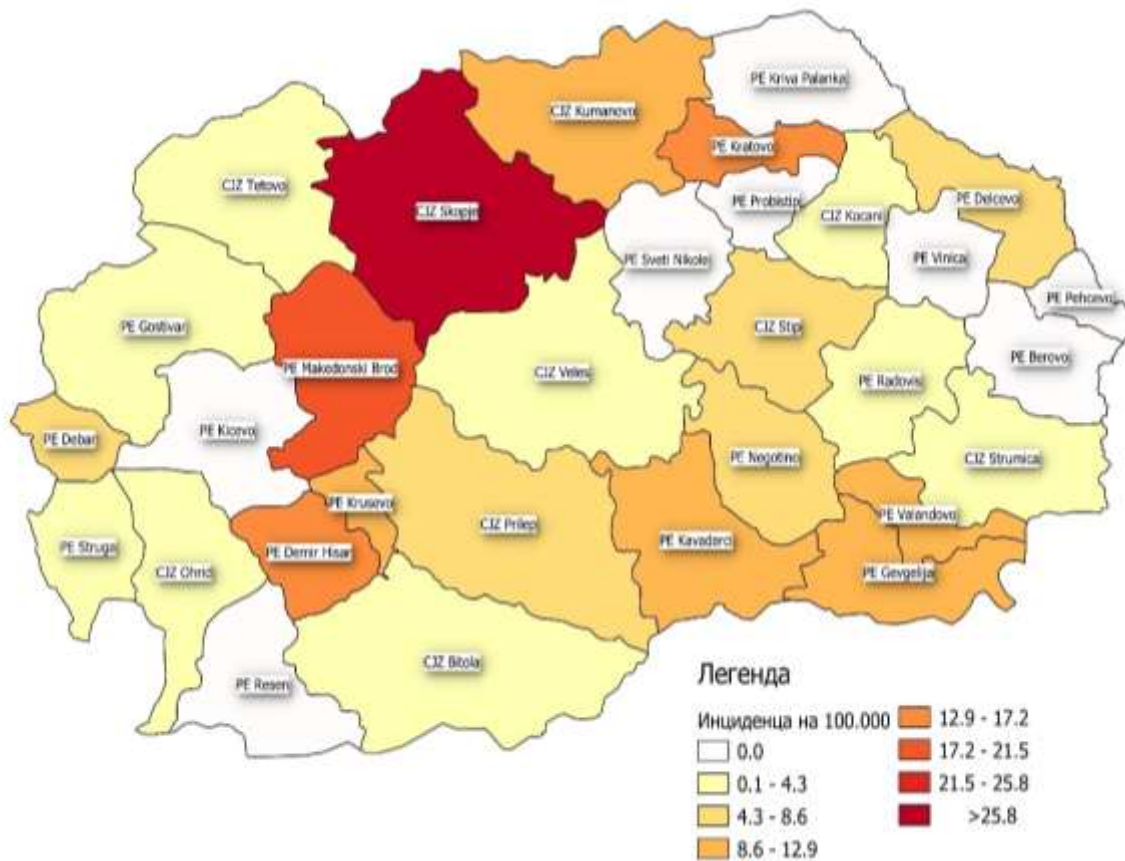 PE Kriva Palanka
CJZ Kumanovo
PE Kratovo
CJZ Tetovo
PE Probistip
PE Delcevo
CJZ Skopje
CJZ Kocani
PE Sveti Nikole
PE Vinica
PE Pehcevo
PE Gostivar
CJZ Stip
PE Berovo
PE Makedonski Brod
CJZ Veles
PE Radovis
PE Kicevo
PE Debar
PE Negotino
CJZ Strumica
PE Krusevo
PE Valandovo
CJZ Prilep
PE Kavadarci
PE Struga
PE Demir Hisar
CJZ Ohrid
PE Gevgelija
CJZ Bitola
PE Resen
Легенда
Инциденца на 100.000
0.0
0.1 - 4.3
4.3 - 8.6
8.6 - 12.9
12.9 - 17.2
17.2 - 21.5
21.5 - 25.8
>25.8